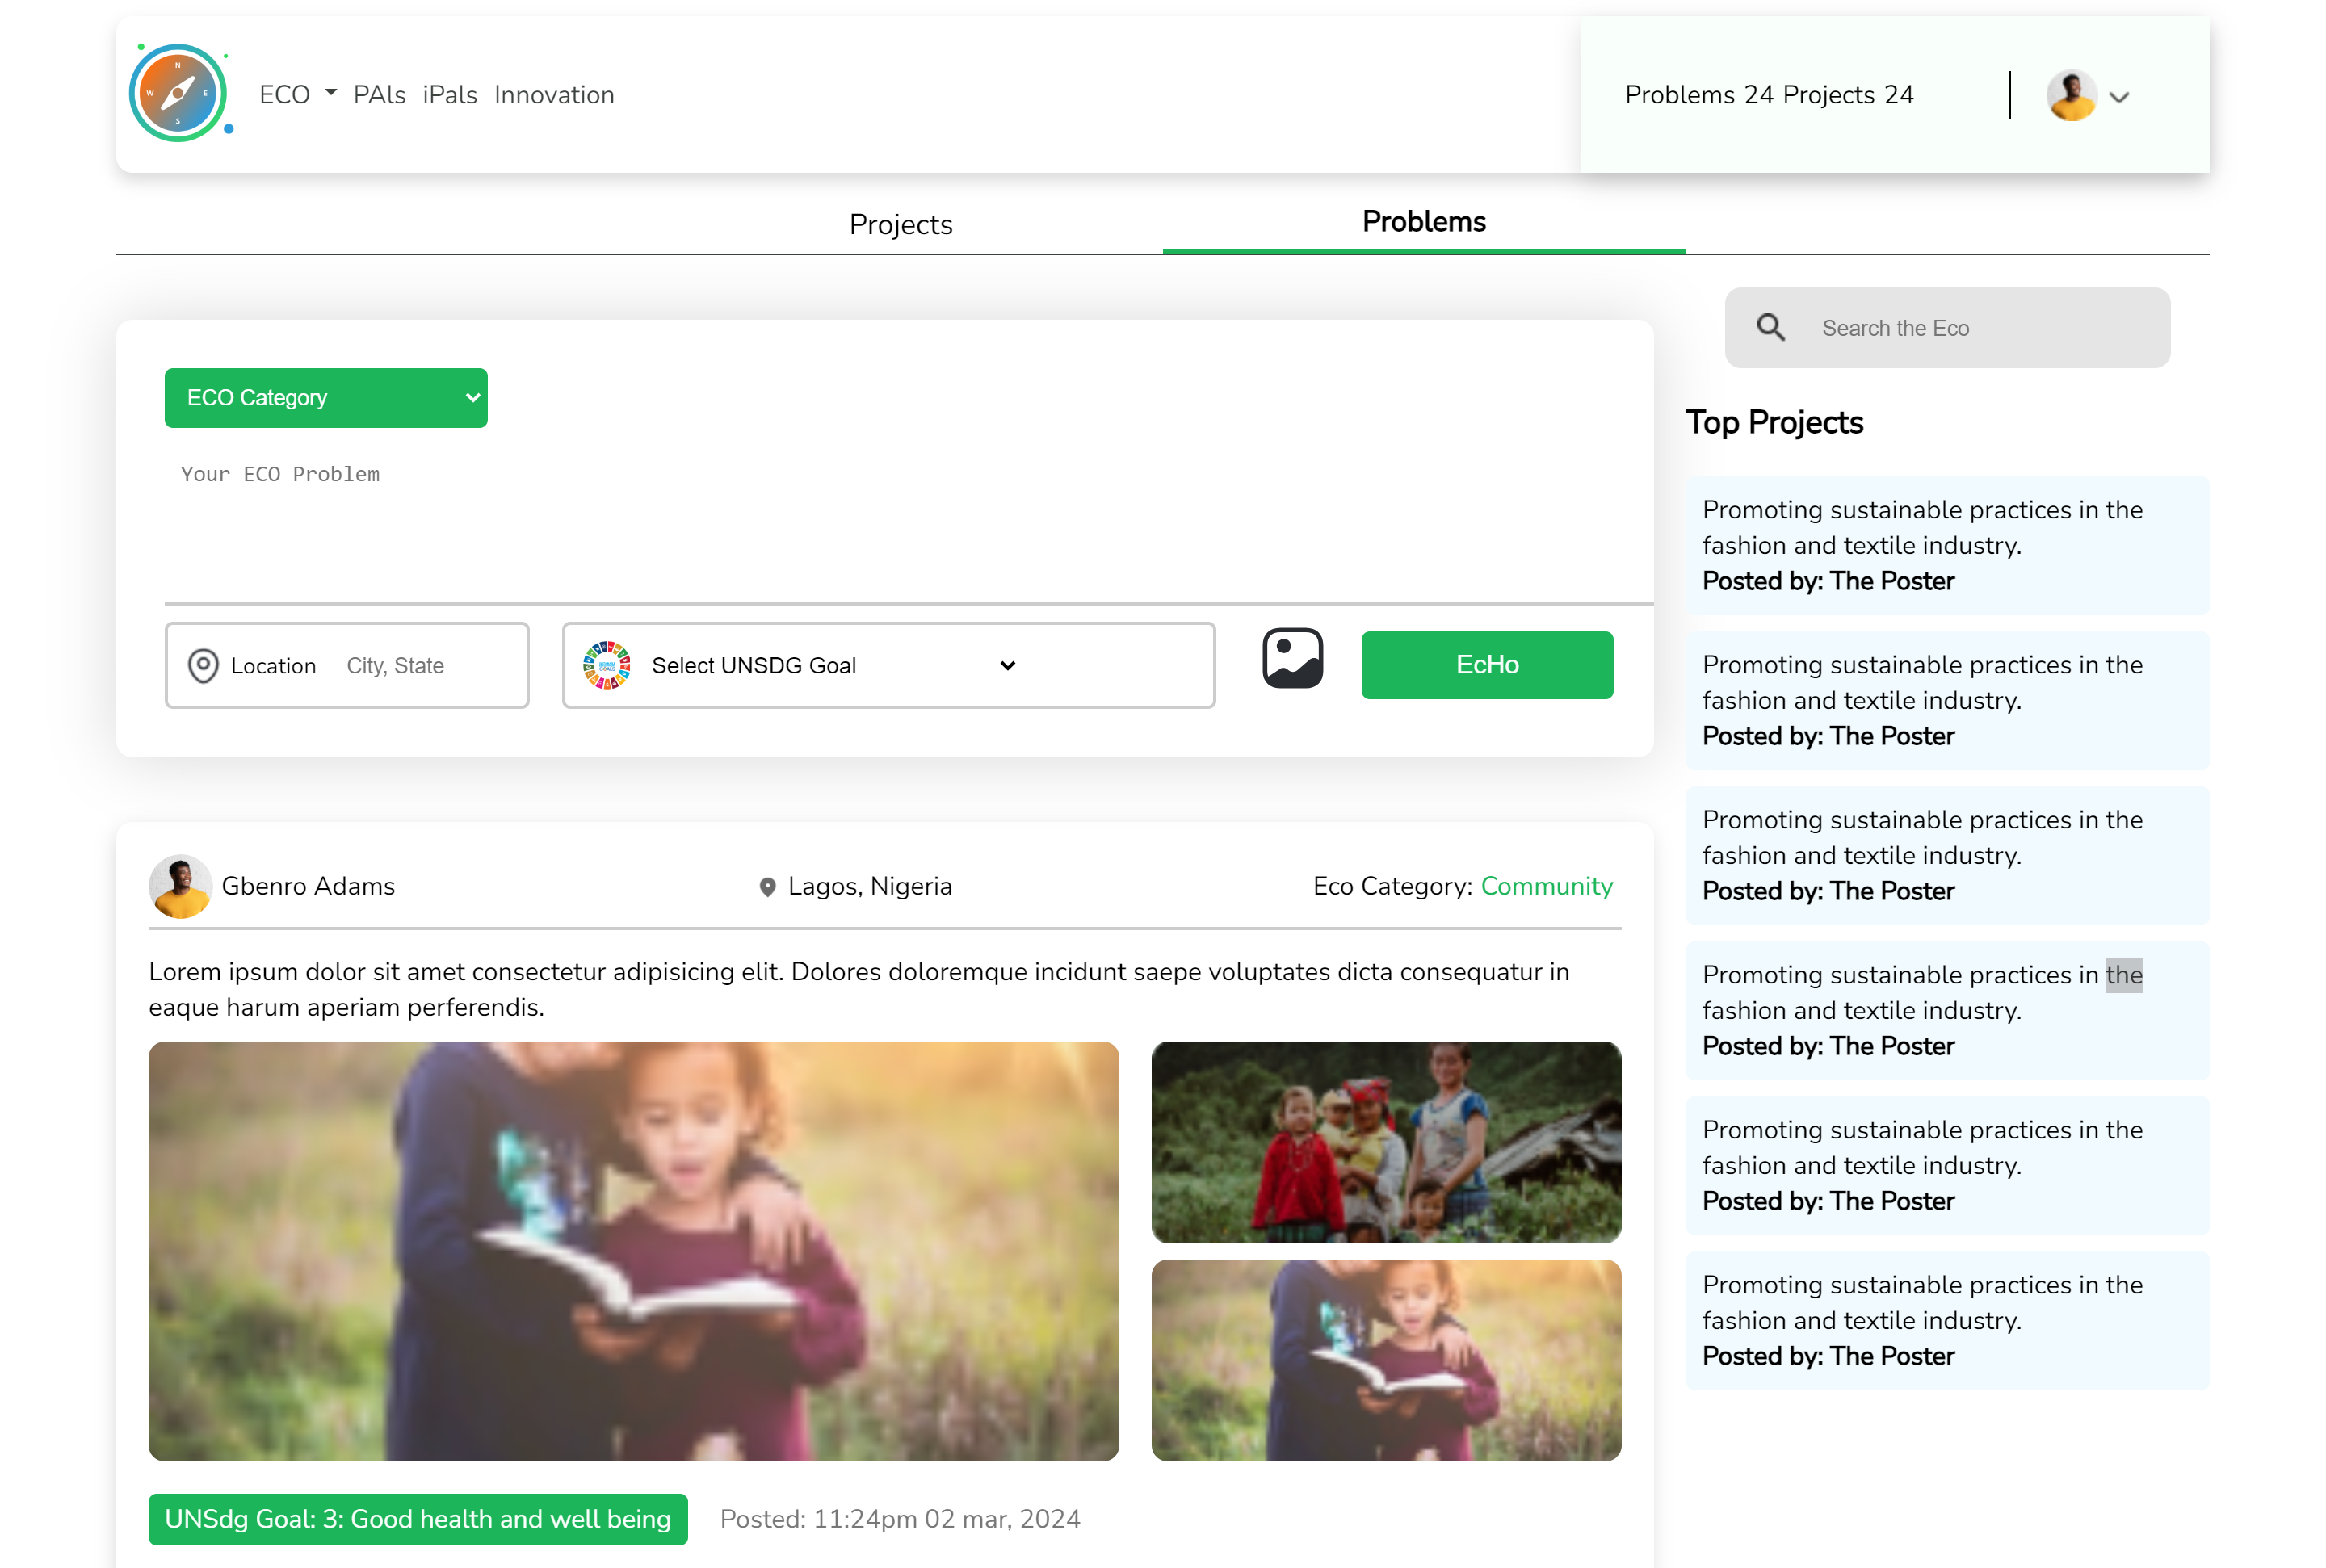 N
W E
S
ECO PAls iPals Innovation
Problems 24 Projects 24
Projects
Problems
Search the Eco
ECO Category
Your ECO Problem
Location City, State
Select UNSDG Goal
EcHo
Top Projects
Promoting sustainable practices in the
fashion and textile industry.
Posted by: The Poster
Promoting sustainable practices in the
fashion and textile industry.
Posted by: The Poster
Promoting sustainable practices in the
fashion and textile industry.
Posted by: The Poster
Promoting sustainable practices in the
fashion and textile industry.
Posted by: The Poster
Promoting sustainable practices in the
fashion and textile industry.
Posted by: The Poster
Promoting sustainable practices in the
fashion and textile industry.
Posted by: The Poster
Gbenro Adams
Lagos, Nigeria
Eco Category: Community
Lorem ipsum dolor sit amet consectetur adipisicing elit. Dolores doloremque incidunt saepe voluptates dicta consequatur in
eaque harum aperiam perferendis.
UNSdg Goal: 3: Good health and well being
Posted: 11:24pm 02 mar, 2024